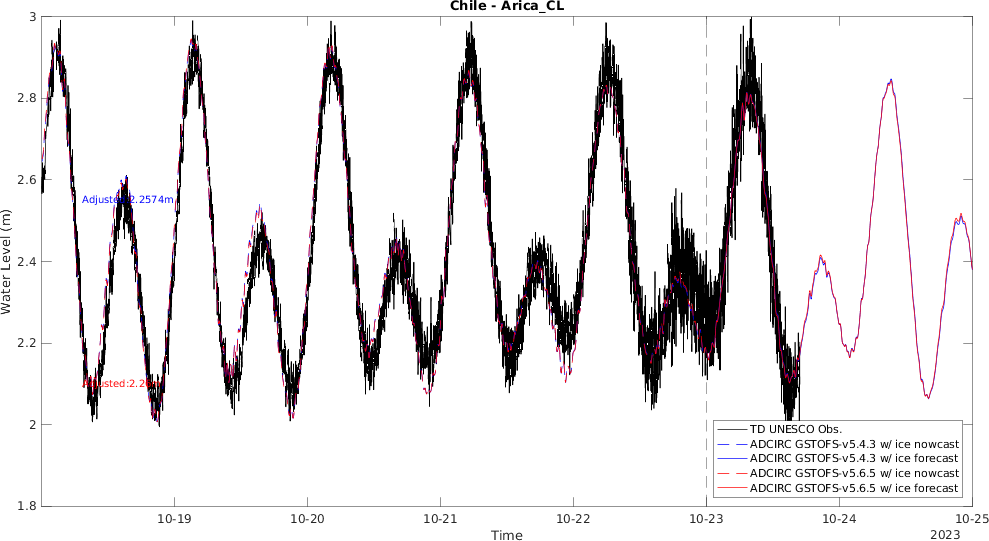 Chile - Arica_CL
3
2.8
2.6
2.4
2.2
2
1.8
Water Level (m)
Adjusted:2.2574m
TD UNESCO Obs.
ADCIRC GSTOFS-v5.4.3 w/ ice nowcast
ADCIRC GSTOFS-v5.4.3 w/ ice forecast
ADCIRC GSTOFS-v5.6.5 w/ ice nowcast
ADCIRC GSTOFS-v5.6.5 w/ ice forecast
10-19
10-20
10-21
10-22
10-23
10-24
10-25
Time
2023